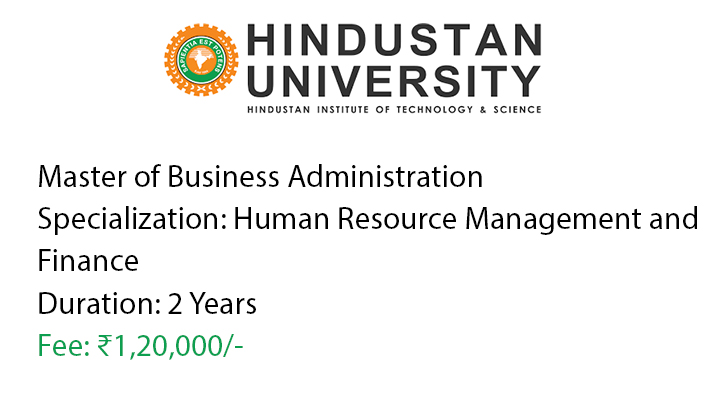 SAPIENTIA EST POTENS
HINDUSTAN
UNIVERSITY
HINDUSTAN INSTITUTE OF TECHNOLOGY & SCIENCE
Master of Business Administration
Specialization: Human Resource Management and
Finance
Duration: 2 Years
Fee: ₹1,20,000/-